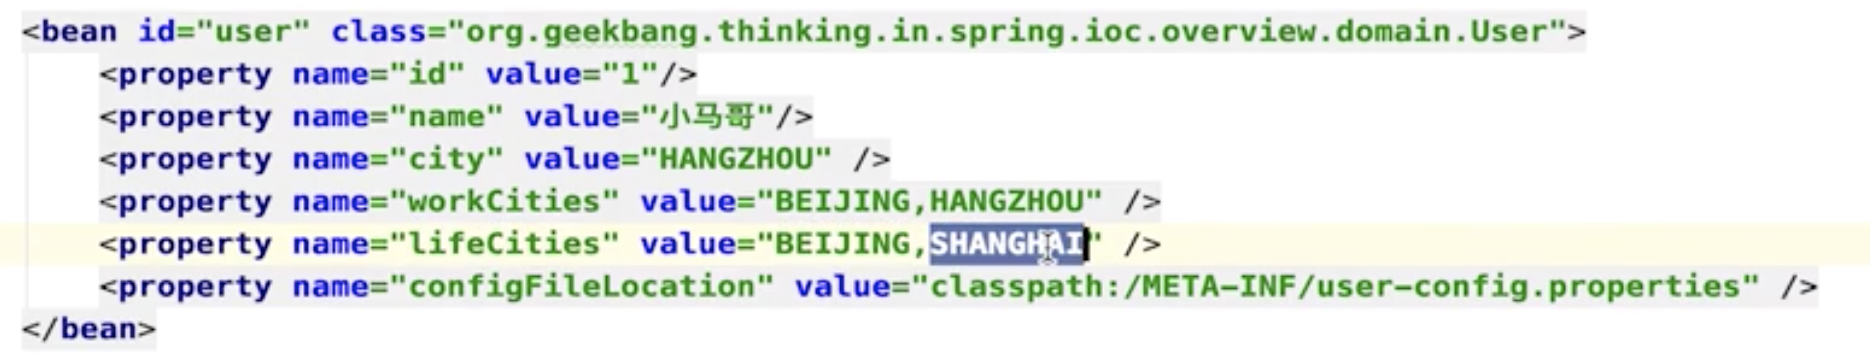 <bean id="user" class="org.geekbang.thinking.in.spring.ioc.overview.domain.User">
<property name="id" value="1"/>
<property name="name" value="小马哥"/>
<property name="city" value="HANGZHOU" />
<property name="workCities" value="BEIJING,HANGZHOU" />
<property name="lifeCities" value="BEIJING,SHANGHAI" />
<property name="configFileLocation" value="classpath:/META-INF/user-config.properties" />
</bean>